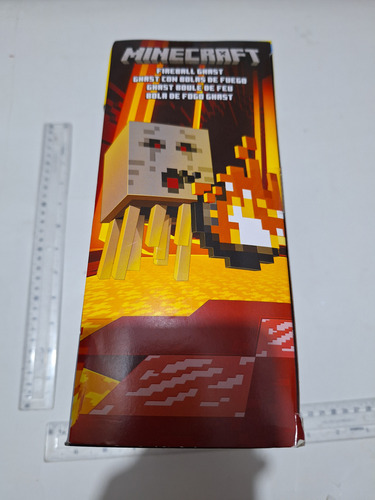 MINECRAFT
FIREBALL GHAST
GHAST CON BOLAS DE FUEGO
GHAST BOULE DE FEU
BOLA DE FOGO GHAST